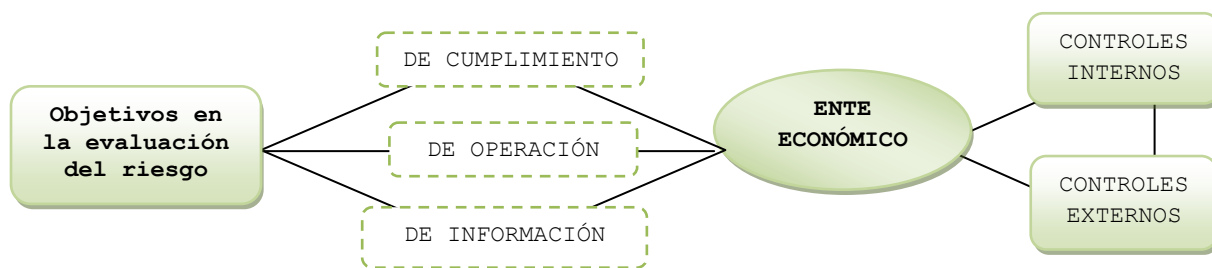 Objetivos en
la evaluación
del riesgo
DE CUMPLIMIENTO
DE OPERACIÓN
DE INFORMACIÓN
ENTE
ECONÓMICO
CONTROLES
INTERNOS
CONTROLES
EXTERNOS